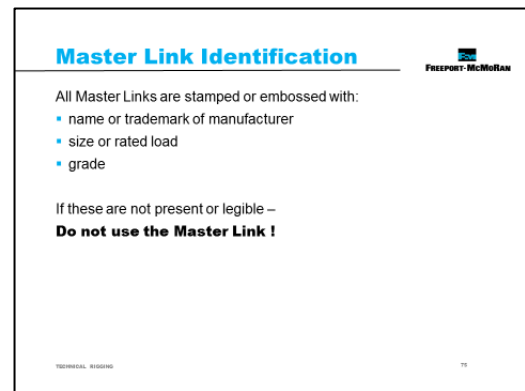 Master Link Identification
FREEPORT-McMoRAN
All Master Links are stamped or embossed with:
name or trademark of manufacturer
size or rated load
grade
If these are not present or legible –
Do not use the Master Link !
TECHNICAL RIGGING